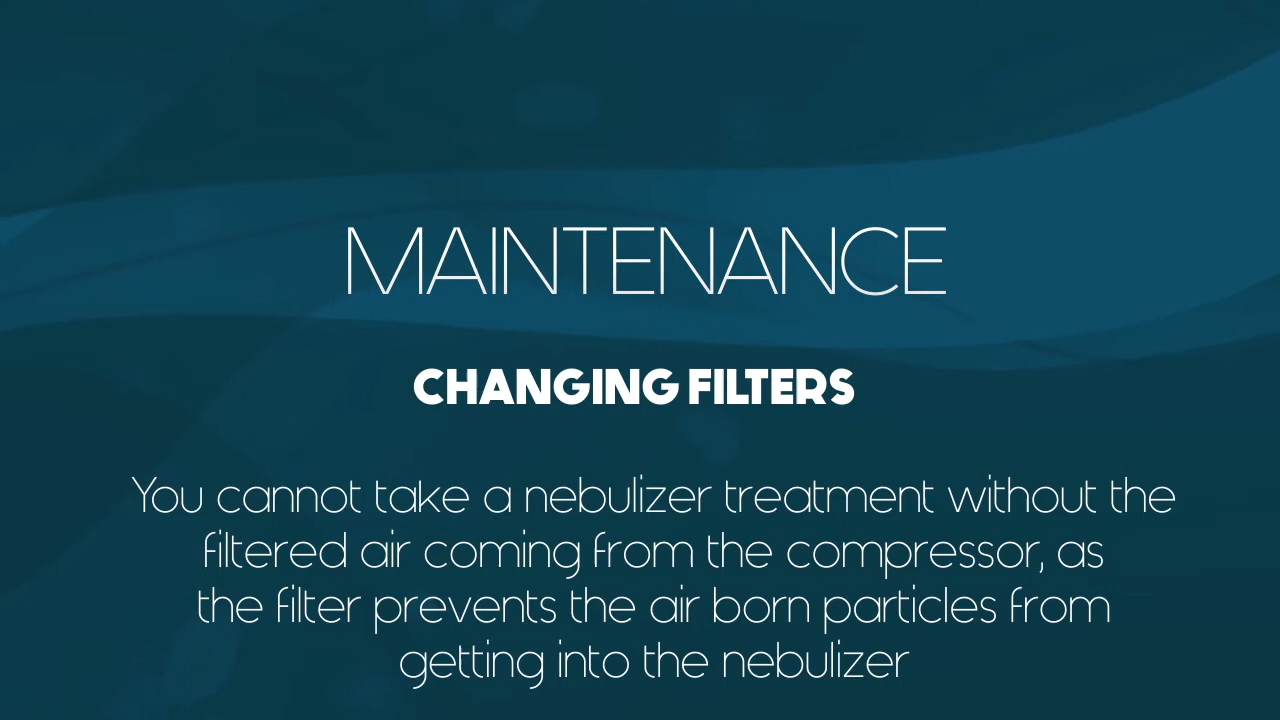 MAINTENANCE
CHANGING FILTERS
You cannot take a nebulizer treatment without the
filtered air coming from the compressor, as
the filter prevents the air born particles from
getting into the nebulizer